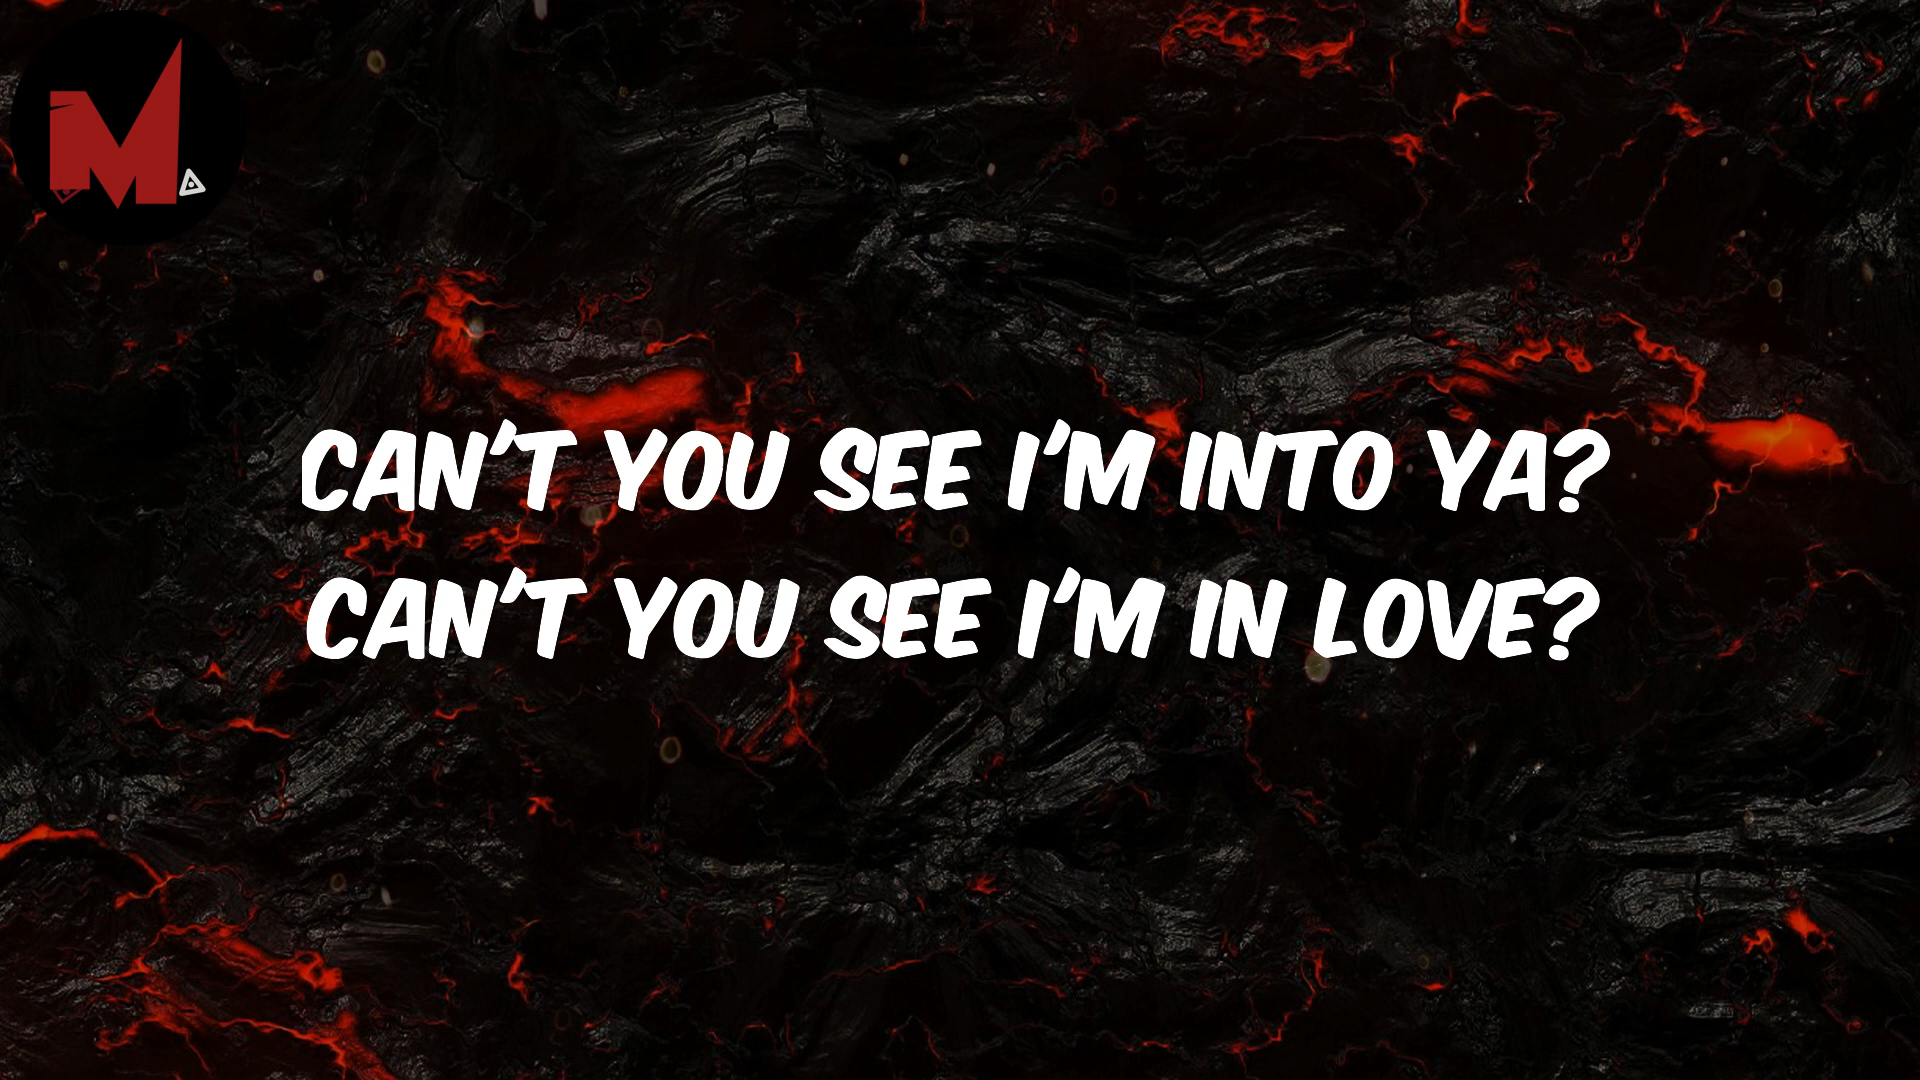 M
CAN'T YOU SEE I'M INTO YA?
CAN'T YOU SEE I'M IN LOVE?